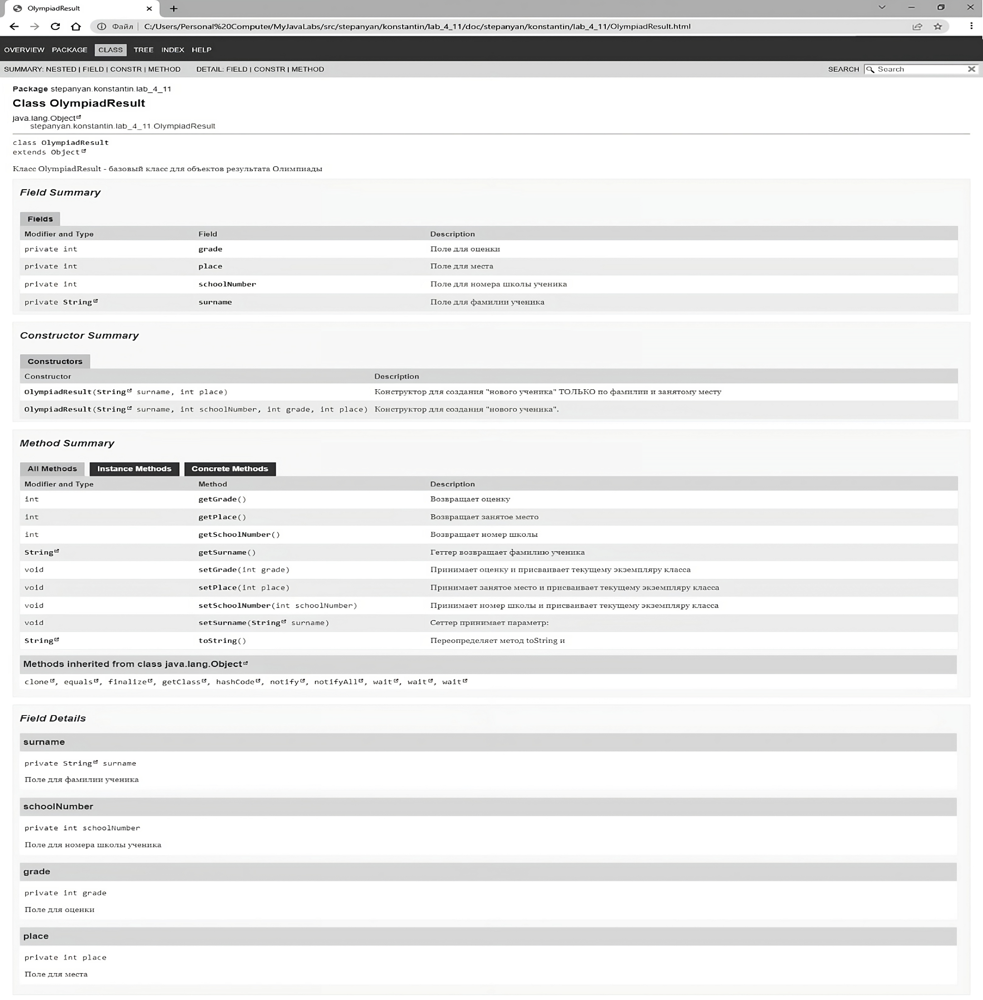 OlympiadResult
Файл | C:/Users/Personal%20Computer/MyJavaLabs/src/stepanyan/konstantin/lab_4_11/doc/stepanyan/konstantin/lab_4_11/OlympiadResult.html
OVERVIEW PACKAGE CLASS TREE INDEX HELP
SUMMARY: NESTED | FIELD | CONSTR | METHOD DETAIL: FIELD | CONSTR | METHOD SEARCH Search
Package stepanyan.konstantin.lab_4_11
Class OlympiadResult
java.lang.Object
stepanyan.konstantin.lab_4_11.OlympiadResult
class OlympiadResult
extends Object
Класс OlympiadResult - базовый класс для объектов результата Олимпиады
Field Summary
Fields
Modifier and Type Field Description
private int grade Поле для оценки
private int place Поле для места
private int schoolNumber Поле для номера школы ученика
private String surname Поле для фамилии ученика
Constructor Summary
Constructors
Constructor Description
OlympiadResult(String surname, int place) Конструктор для создания "нового ученика" ТОЛЬКО по фамилии и занятому месту
OlympiadResult(String surname, int schoolNumber, int grade, int place) Конструктор для создания "нового ученика".
Method Summary
All Methods Instance Methods Concrete Methods
Modifier and Type Method Description
int getGrade() Возвращает оценку
int getPlace() Возвращает занятое место
int getSchoolNumber() Возвращает номер школы
String getSurname() Геттер возвращает фамилию ученика
void setGrade(int grade) Принимает оценку и присваивает текущему экземпляру класса
void setPlace(int place) Принимает занятое место и присваивает текущему экземпляру класса
void setSchoolNumber(int schoolNumber) Принимает номер школы и присваивает текущему экземпляру класса
void setSurname(String surname) Сеттер принимает параметр:
String toString() Переопределяет метод toString и
Methods inherited from class java.lang.Object
clone, equals, finalize, getClass, hashCode, notify, notifyAll, wait, wait, wait
Field Details
surname
private String surname
Поле для фамилии ученика
schoolNumber
private int schoolNumber
Поле для номера школы ученика
grade
private int grade
Поле для оценки
place
private int place
Поле для места